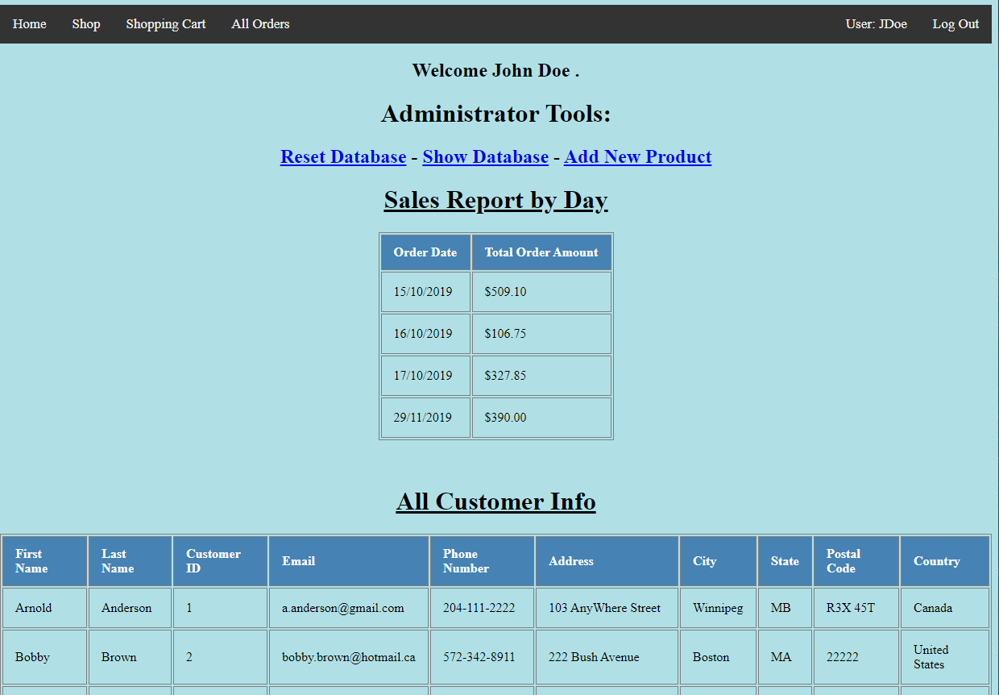 Home Shop Shopping Cart All Orders User: JDoe Log Out
Welcome John Doe .
Administrator Tools:
Reset Database - Show Database - Add New Product
Sales Report by Day
Order Date Total Order Amount
15/10/2019 $509.10
16/10/2019 $106.75
17/10/2019 $327.85
29/11/2019 $390.00
All Customer Info
First Name Last Name Customer ID Email Phone Number Address City State Postal Code Country
Arnold Anderson 1 a.anderson@gmail.com 204-111-2222 103 AnyWhere Street Winnipeg MB R3X 45T Canada
Bobby Brown 2 bobby.brown@hotmail.ca 572-342-8911 222 Bush Avenue Boston MA 22222 United States